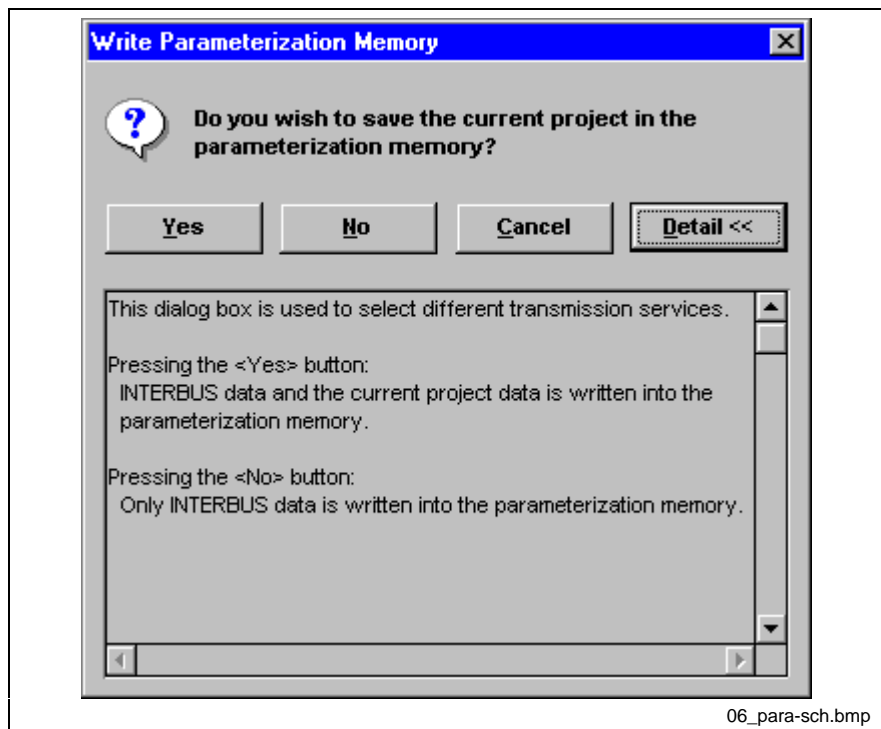 Write Parameterization Memory
?
Do you wish to save the current project in the
parameterization memory?
Yes No Cancel Detail <<
This dialog box is used to select different transmission services.
Pressing the <Yes> button:
INTERBUS data and the current project data is written into the
parameterization memory.
Pressing the <No> button:
Only INTERBUS data is written into the parameterization memory.
06_para-sch.bmp